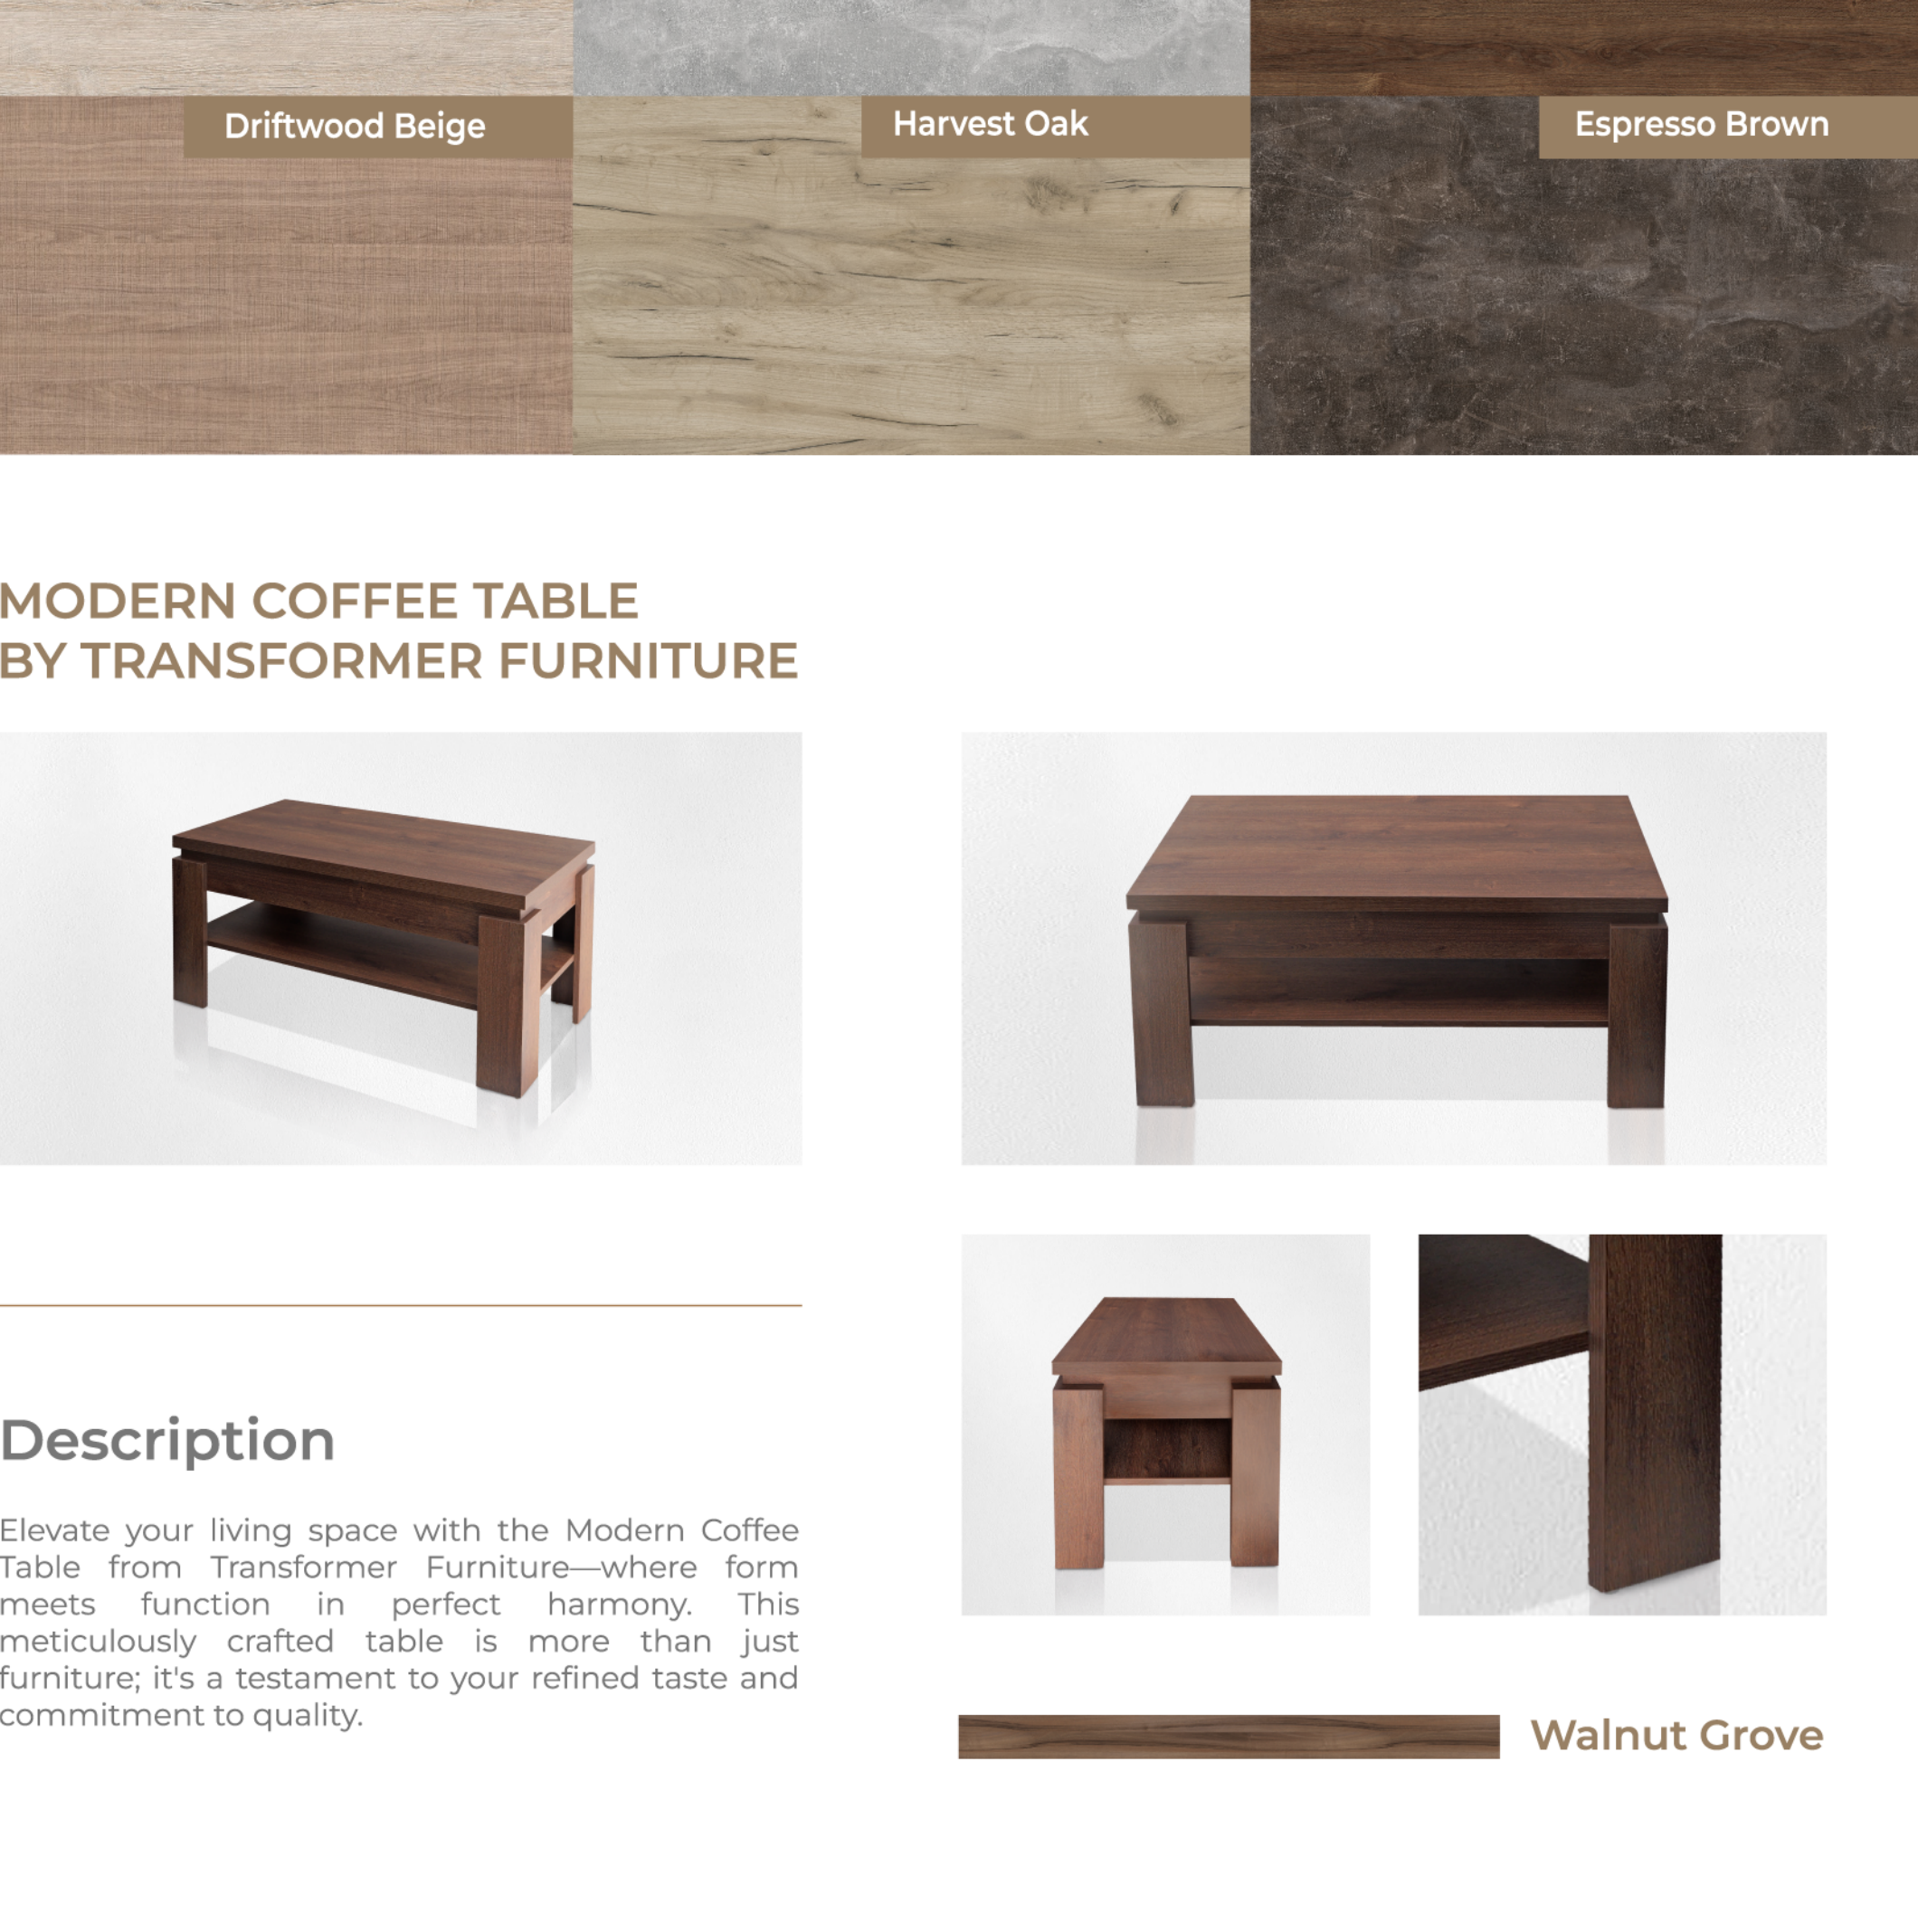 Driftwood Beige
Harvest Oak
Espresso Brown
MODERN COFFEE TABLE
BY TRANSFORMER FURNITURE
Description
Elevate your living space with the Modern Coffee
Table from Transformer Furniture—where form
meets function in perfect harmony. This
meticulously crafted table is more than just
furniture; it's a testament to your refined taste and
commitment to quality.
Walnut Grove